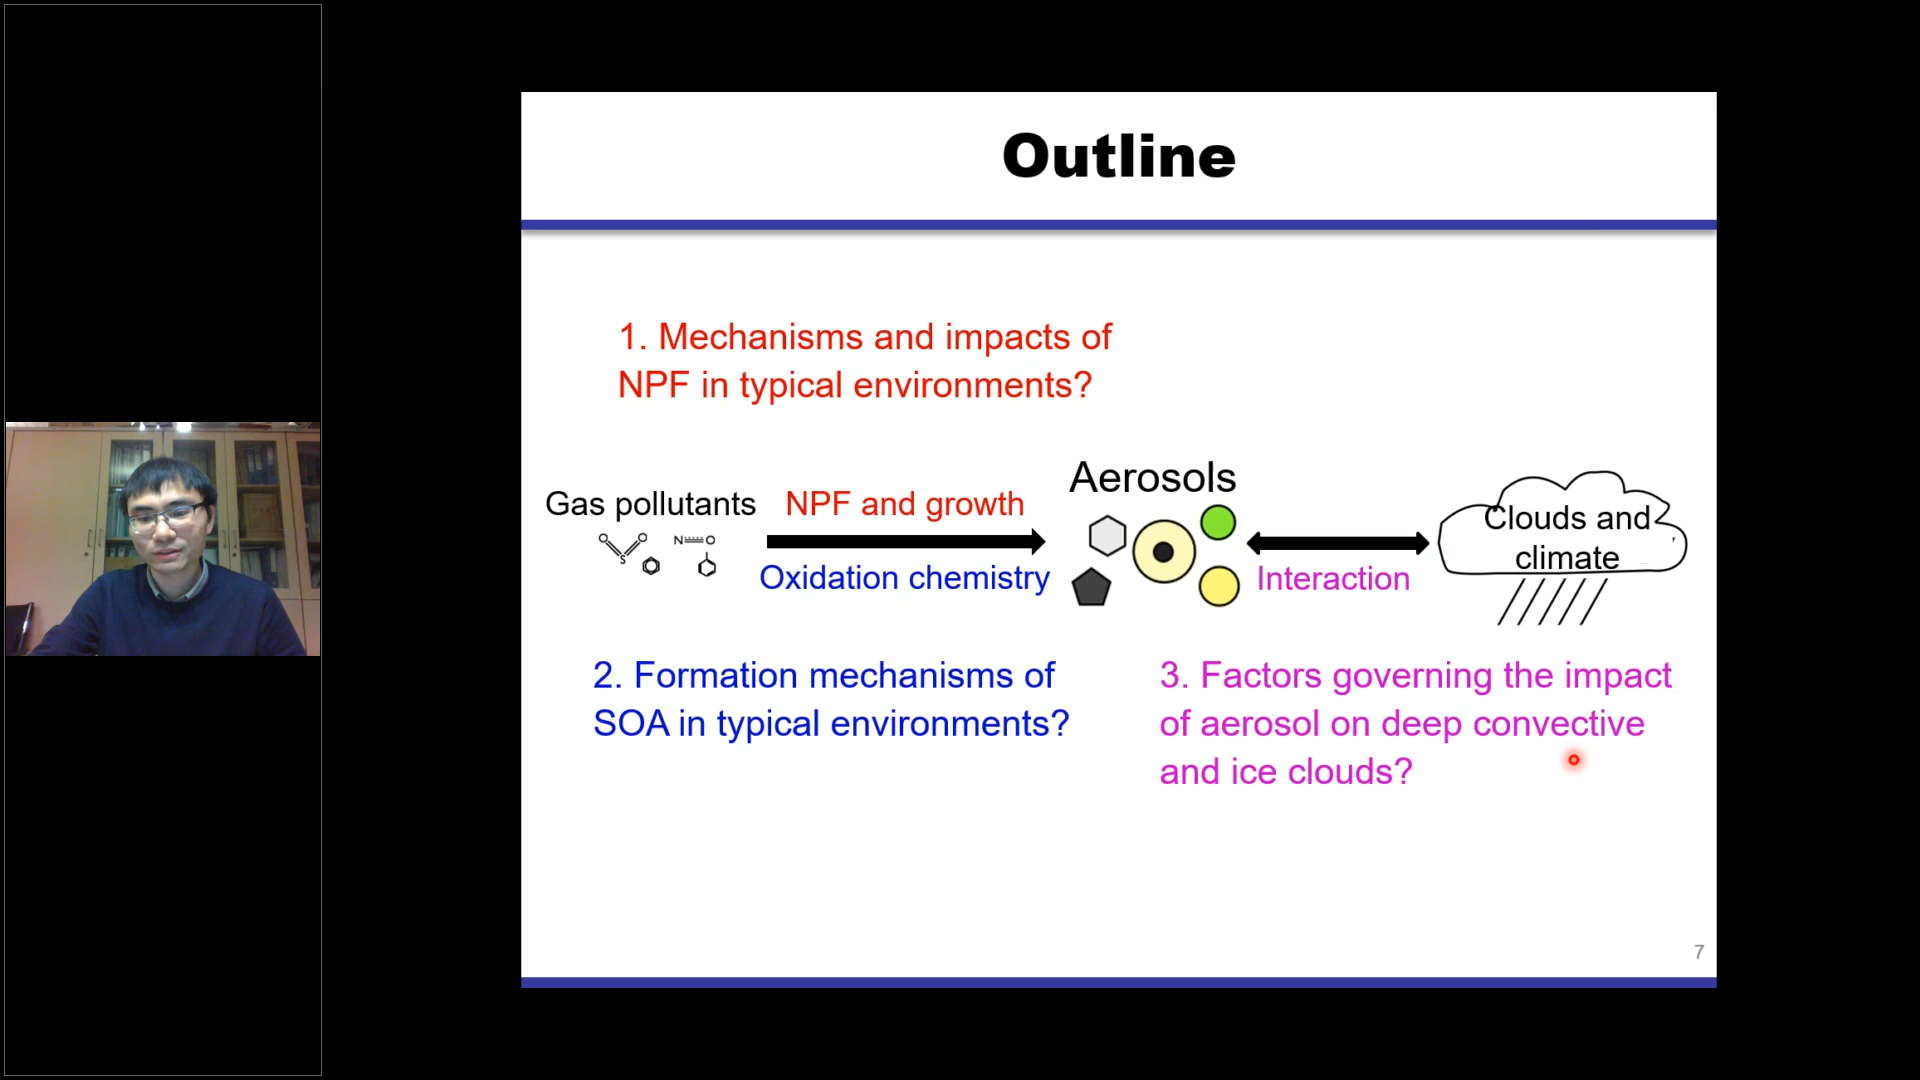 Outline
1. Mechanisms and impacts of
NPF in typical environments?
Gas pollutants
NPF and growth
Aerosols
Clouds and
climate
S
N
O
Oxidation chemistry
Interaction
2. Formation mechanisms of
SOA in typical environments?
3. Factors governing the impact
of aerosol on deep convective
and ice clouds?
7